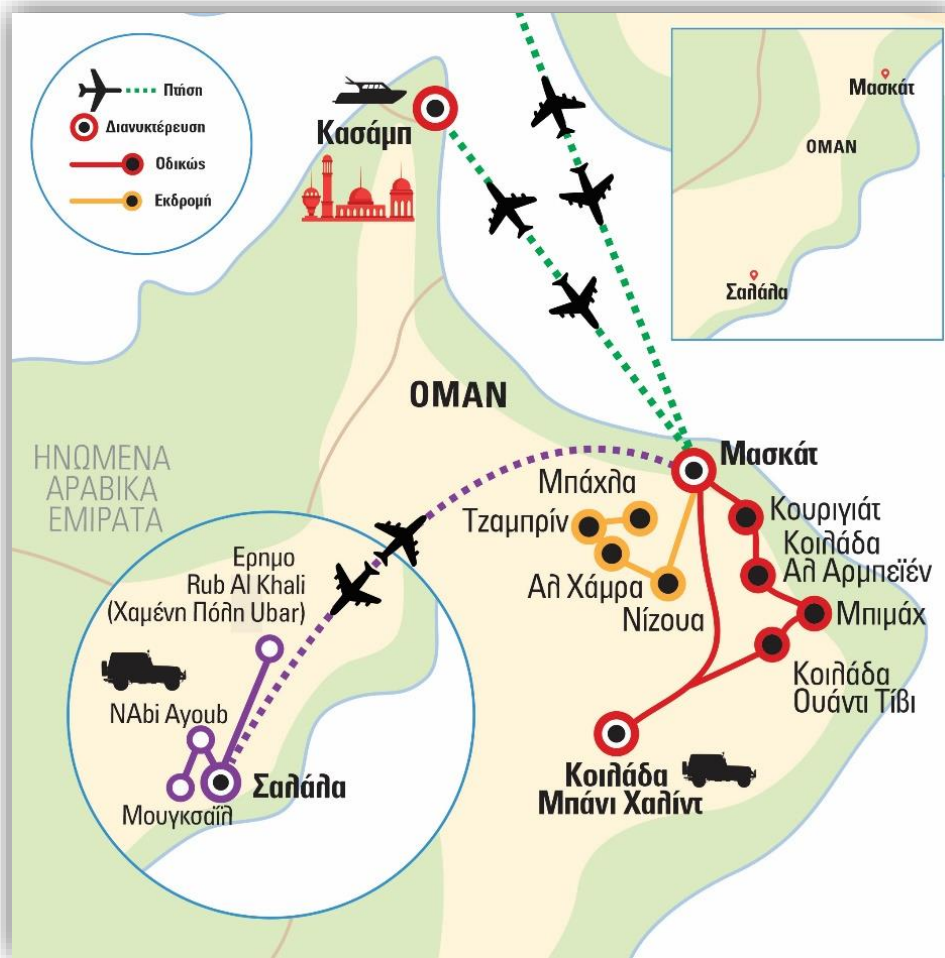 Πτήση
Διανυκτέρευση
Οδικώς
Εκδρομή
Κασάμπ
Μασκάτ
ΟΜΑΝ
Σαλάλα
ΟΜΑΝ
ΗΝΩΜΕΝΑ
ΑΡΑΒΙΚΑ
ΕΜΙΡΑΤΑ
Μασκάτ
Μπάχλα
Τζαμπρίν
Αλ Χάμρα
Νίζουα
Κουριγιάτ
Κοιλάδα
Αλ Αρμπεϊέν
Μπιμάχ
Κοιλάδα
Ουάντι Τίβι
Κοιλάδα
Μπάνι Χαλίντ
Ερημο
Rub Al Khali
(Χαμένη Πόλη Ubar)
NAbi Ayoub
Σαλάλα
Μουγκσαϊλ